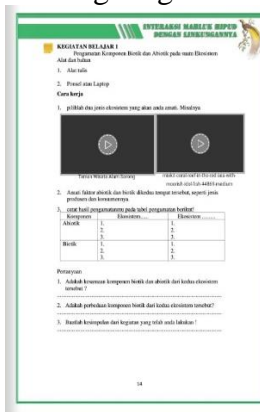 INTERAKSI MAHLUK HIDUP
DENGAN LINKUNGANNYA
KEGIATAN BELAJAR 1
Pengamatan Komponen Biotik dan Abiotik pada suatu Ekosistem
Alat dan bahan
1. Alat tulis
2. Ponsel atau Laptop
Cara kerja
1. pilihlah dua jenis ekosistem yang akan anda amati. Misalnya
2. Amati faktor abiotik dan biotik dikedua tempat tersebut, seperti jenis
produsen dan konsumennya.
3. catat hasil pengamatanmu pada tabel pengamatan berikut!
Komponen Ekosistem.... Ekosistem .......
Abiotik 1. 1.
2. 2.
3. 3.
Biotik 1. 1.
2. 2.
3. 3.
Pertanyaan
1. Adakah kesamaan komponen biotik dan abiotik dari kedua ekosistem
tersebut ?
2. Adakah perbedaan komponen biotik dari kedua ekosistem tersebut?
3. Buatlah kesimpulan dari kegiatan yang telah anda lakukan !
14